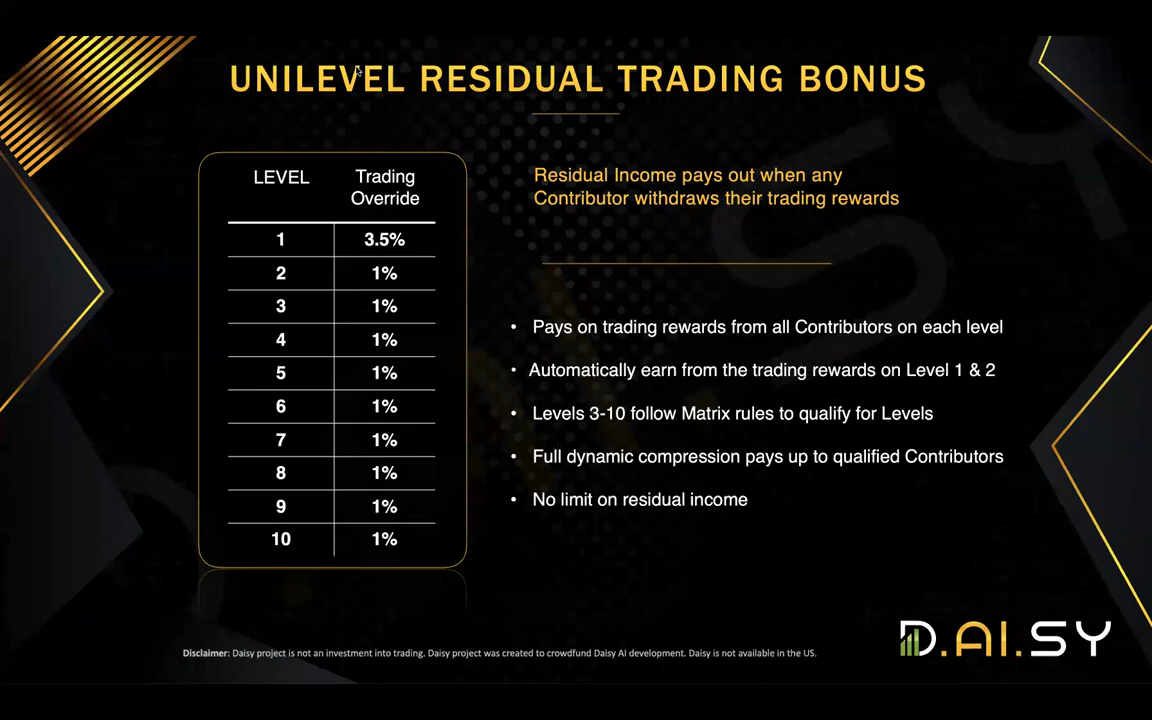 UNILEVEL RESIDUAL TRADING BONUS
LEVEL Trading Override
1 3.5%
2 1%
3 1%
4 1%
5 1%
6 1%
7 1%
8 1%
9 1%
10 1%
Residual Income pays out when any
Contributor withdraws their trading rewards
• Pays on trading rewards from all Contributors on each level
• Automatically earn from the trading rewards on Level 1 & 2
• Levels 3-10 follow Matrix rules to qualify for Levels
• Full dynamic compression pays up to qualified Contributors
• No limit on residual income
D.AI.SY
Disclaimer: Daisy project is not an investment into trading. Daisy project was created to crowdfund Daisy AI development. Daisy is not available in the US.